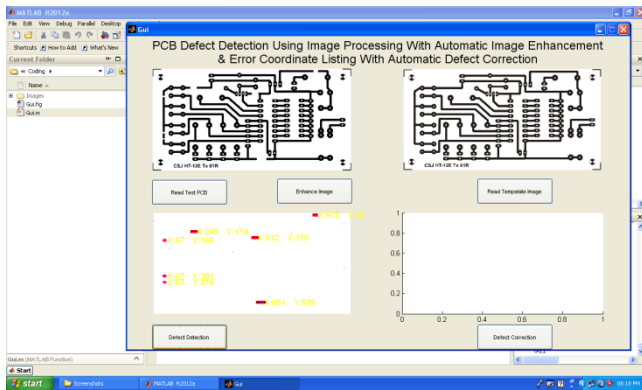 MATLAB R2012a
File Edit View Debug Parallel Desktop
Shortcuts How to Add What's New
Current Folder
« Coding
Name
Images
Gui.fig
Gui.m
Gui
PCB Defect Detection Using Image Processing With Automatic Image Enhancement
& Error Coordinate Listing With Automatic Defect Correction
CSJ HT-12E Tx 01R
CSJ HT-12E Tx 01R
Read Test PCB
Enhance Image
Read Tempelate Image
1
0.8
0.6
0.4
0.2
0
0 0.2 0.4 0.6 0.8 1
Defect Detection
Defect Correction
Gui.m (MATLAB Function)
Start
start
Screenshots
MATLAB R2012a
Gui